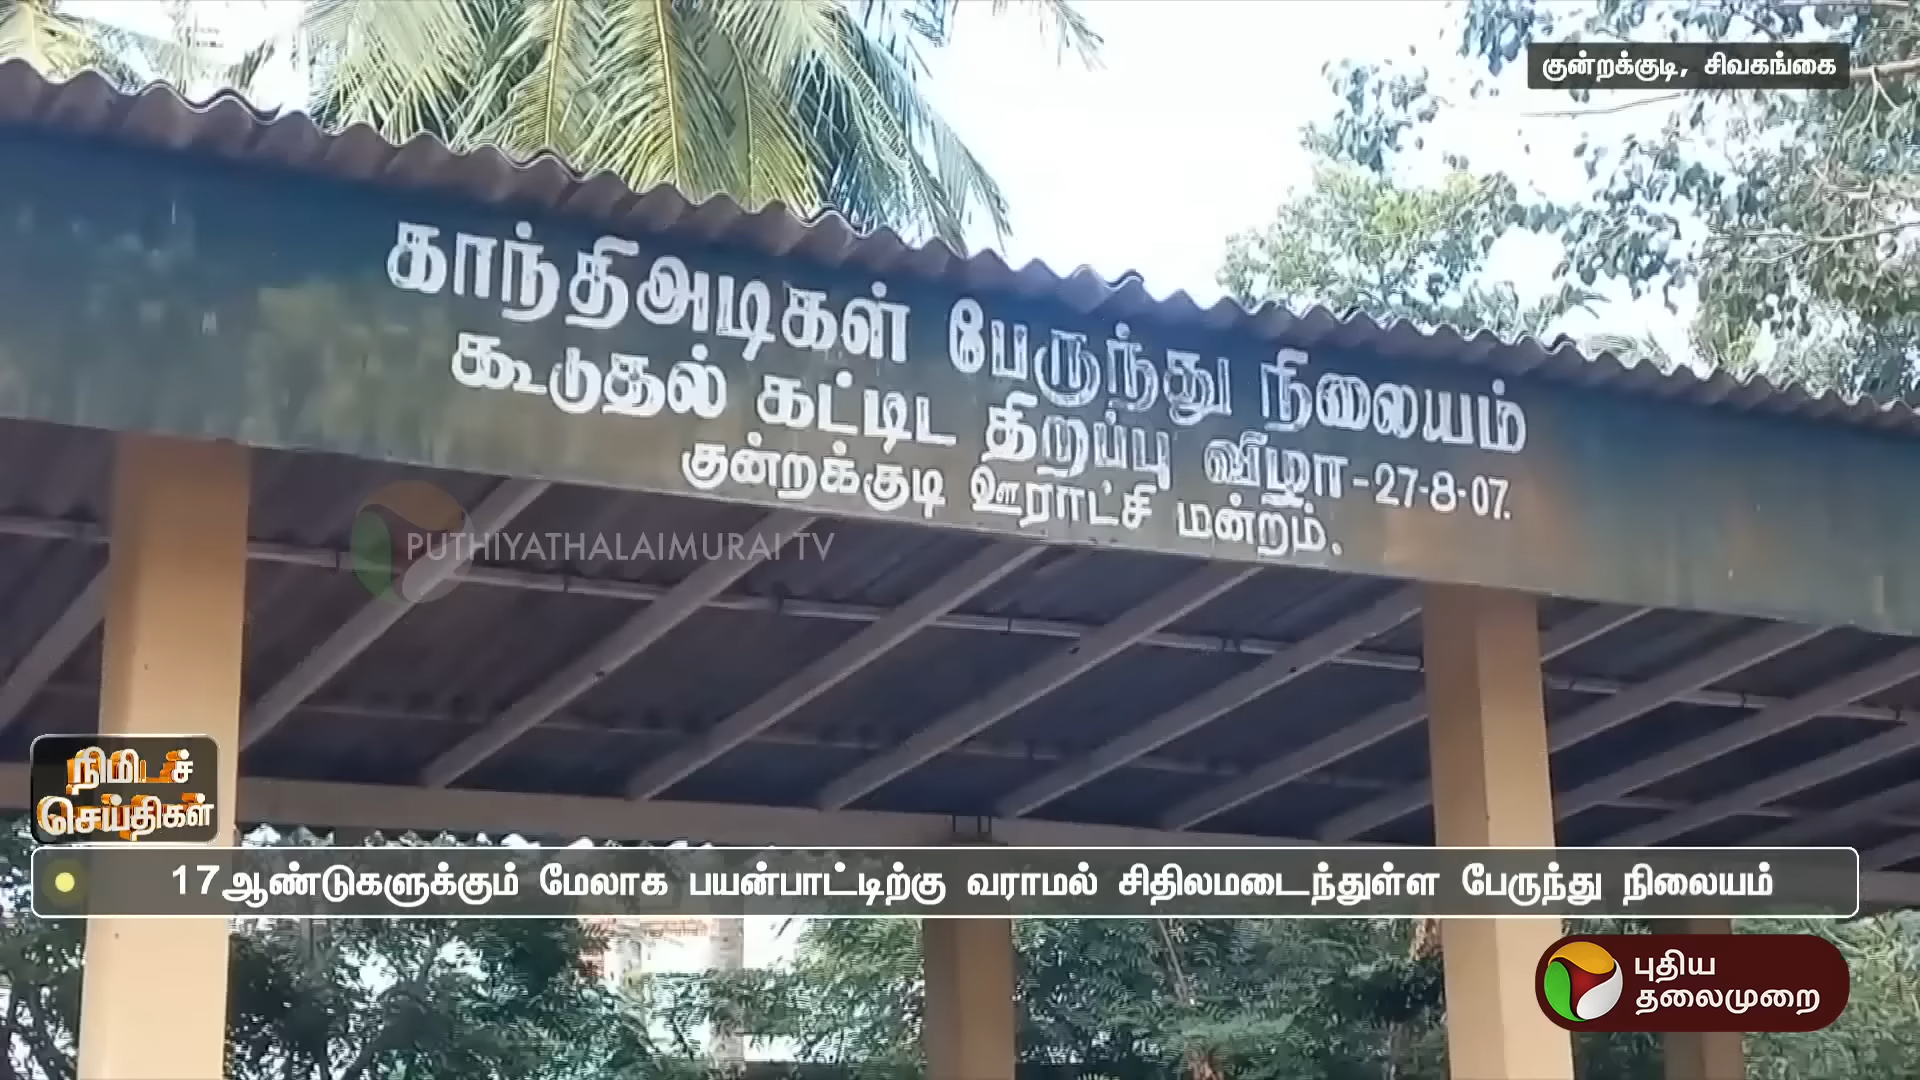 குன்றக்குடி, சிவகங்கை
காந்திஅடிகள் பேருந்து நிலையம்
கூடுதல் கட்டிட திறப்பு விழா - 27-8-07.
குன்றக்குடி ஊராட்சி மன்றம்.
PUTHIYATHALAIMURAI TV
நிமிடச்
செய்திகள்
17ஆண்டுகளுக்கும் மேலாக பயன்பாட்டிற்கு வராமல் சிதிலமடைந்துள்ள பேருந்து நிலையம்
புதிய
தலைமுறை